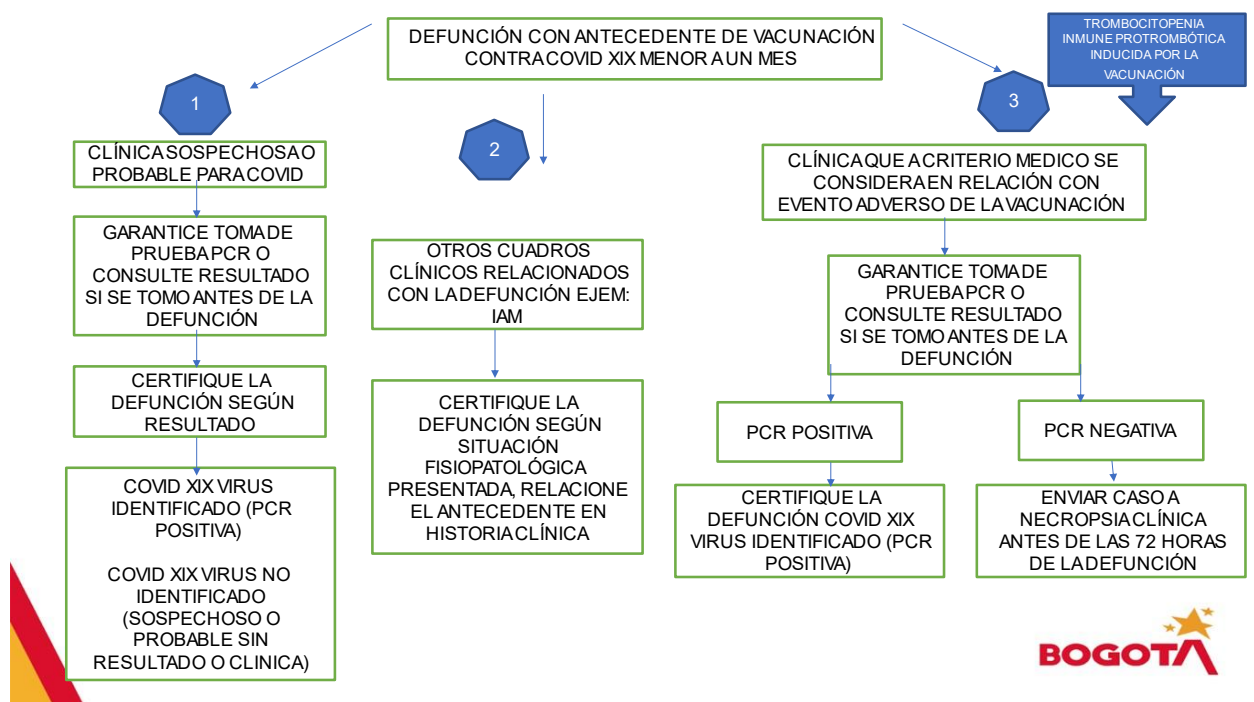 DEFUNCIÓN CON ANTECEDENTE DE VACUNACIÓN
CONTRA COVID XIX MENOR A UN MES
TROMBOCITOPENIA
INMUNE PROTROMBÓTICA
INDUCIDA POR LA
VACUNACIÓN
1
CLÍNICA SOSPECHOSA O
PROBABLE PARA COVID
GARANTICE TOMA DE
PRUEBA PCR O
CONSULTE RESULTADO
SI SE TOMO ANTES DE LA
DEFUNCIÓN
CERTIFIQUE LA
DEFUNCIÓN SEGÚN
RESULTADO
COVID XIX VIRUS
IDENTIFICADO (PCR
POSITIVA)
COVID XIX VIRUS NO
IDENTIFICADO
(SOSPECHOSO O
PROBABLE SIN
RESULTADO O CLINICA)
2
OTROS CUADROS
CLÍNICOS RELACIONADOS
CON LA DEFUNCIÓN EJEM:
IAM
CERTIFIQUE LA
DEFUNCIÓN SEGÚN
SITUACIÓN
FISIOPATOLÓGICA
PRESENTADA, RELACIONE
EL ANTECEDENTE EN
HISTORIA CLÍNICA
3
CLÍNICA QUE A CRITERIO MEDICO SE
CONSIDERA EN RELACIÓN CON
EVENTO ADVERSO DE LA VACUNACIÓN
GARANTICE TOMA DE
PRUEBA PCR O
CONSULTE RESULTADO
SI SE TOMO ANTES DE LA
DEFUNCIÓN
PCR POSITIVA
CERTIFIQUE LA
DEFUNCIÓN COVID XIX
VIRUS IDENTIFICADO (PCR
POSITIVA)
PCR NEGATIVA
ENVIAR CASO A
NECROPSIA CLÍNICA
ANTES DE LAS 72 HORAS
DE LA DEFUNCIÓN
BOGOTA